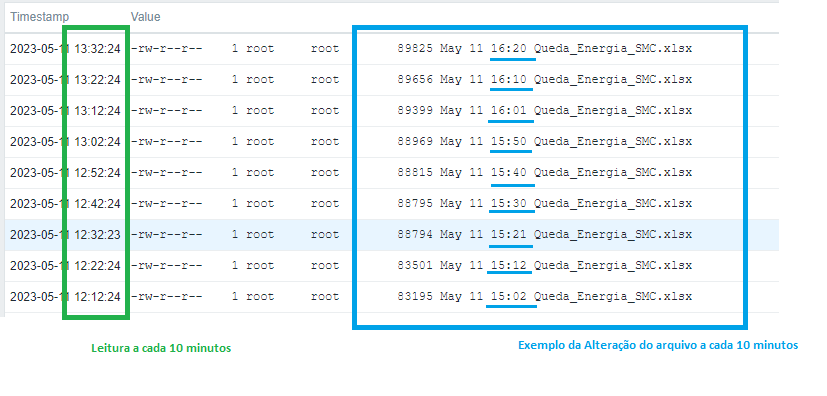 Timestamp Value
2023-05-11 13:32:24 -rw-r--r-- 1 root root 89825 May 11 16:20 Queda_Energia_SMC.xlsx
2023-05-11 13:22:24 -rw-r--r-- 1 root root 89656 May 11 16:10 Queda_Energia_SMC.xlsx
2023-05-11 13:12:24 -rw-r--r-- 1 root root 89399 May 11 16:01 Queda_Energia_SMC.xlsx
2023-05-11 13:02:24 -rw-r--r-- 1 root root 88969 May 11 15:50 Queda_Energia_SMC.xlsx
2023-05-11 12:52:24 -rw-r--r-- 1 root root 88815 May 11 15:40 Queda_Energia_SMC.xlsx
2023-05-11 12:42:24 -rw-r--r-- 1 root root 88795 May 11 15:30 Queda_Energia_SMC.xlsx
2023-05-11 12:32:23 -rw-r--r-- 1 root root 88794 May 11 15:21 Queda_Energia_SMC.xlsx
2023-05-11 12:22:24 -rw-r--r-- 1 root root 83501 May 11 15:12 Queda_Energia_SMC.xlsx
2023-05-11 12:12:24 -rw-r--r-- 1 root root 83195 May 11 15:02 Queda_Energia_SMC.xlsx
Leitura a cada 10 minutos
Exemplo da Alteração do arquivo a cada 10 minutos